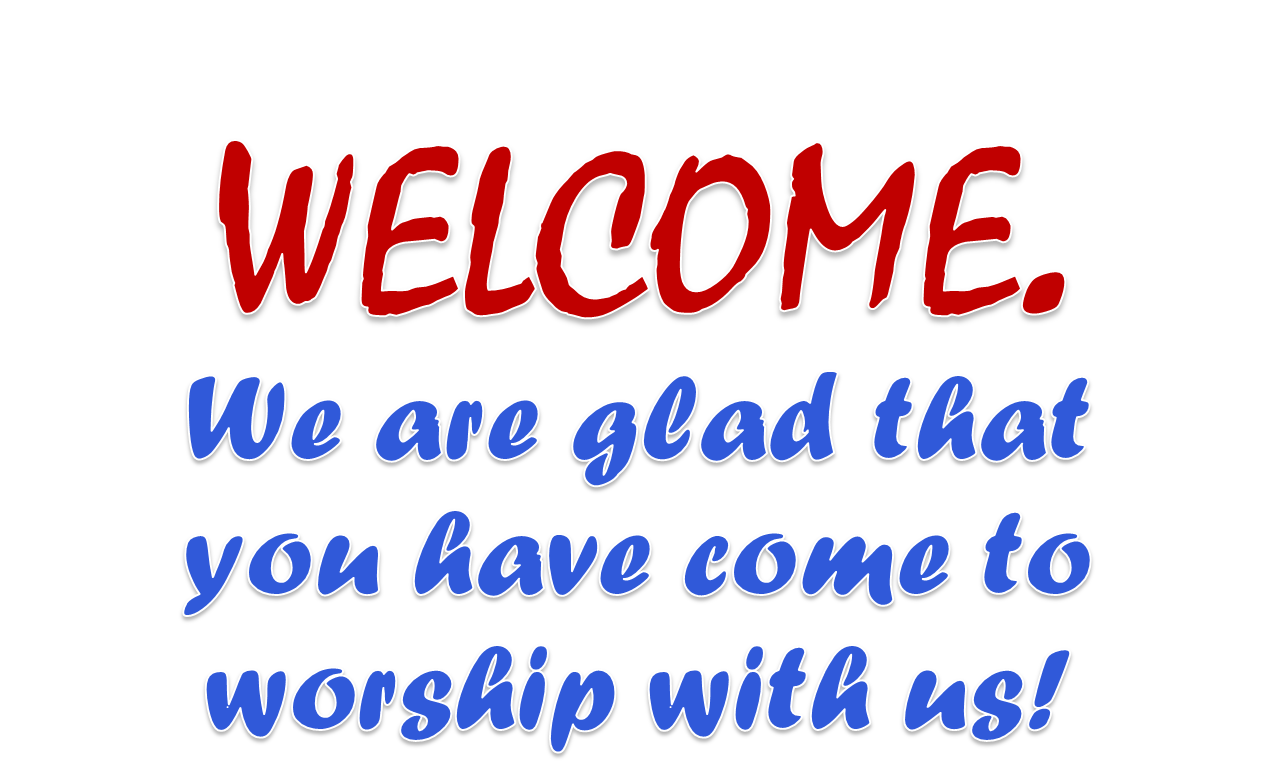 WELCOME.
We are glad that
you have come to
worship with us!